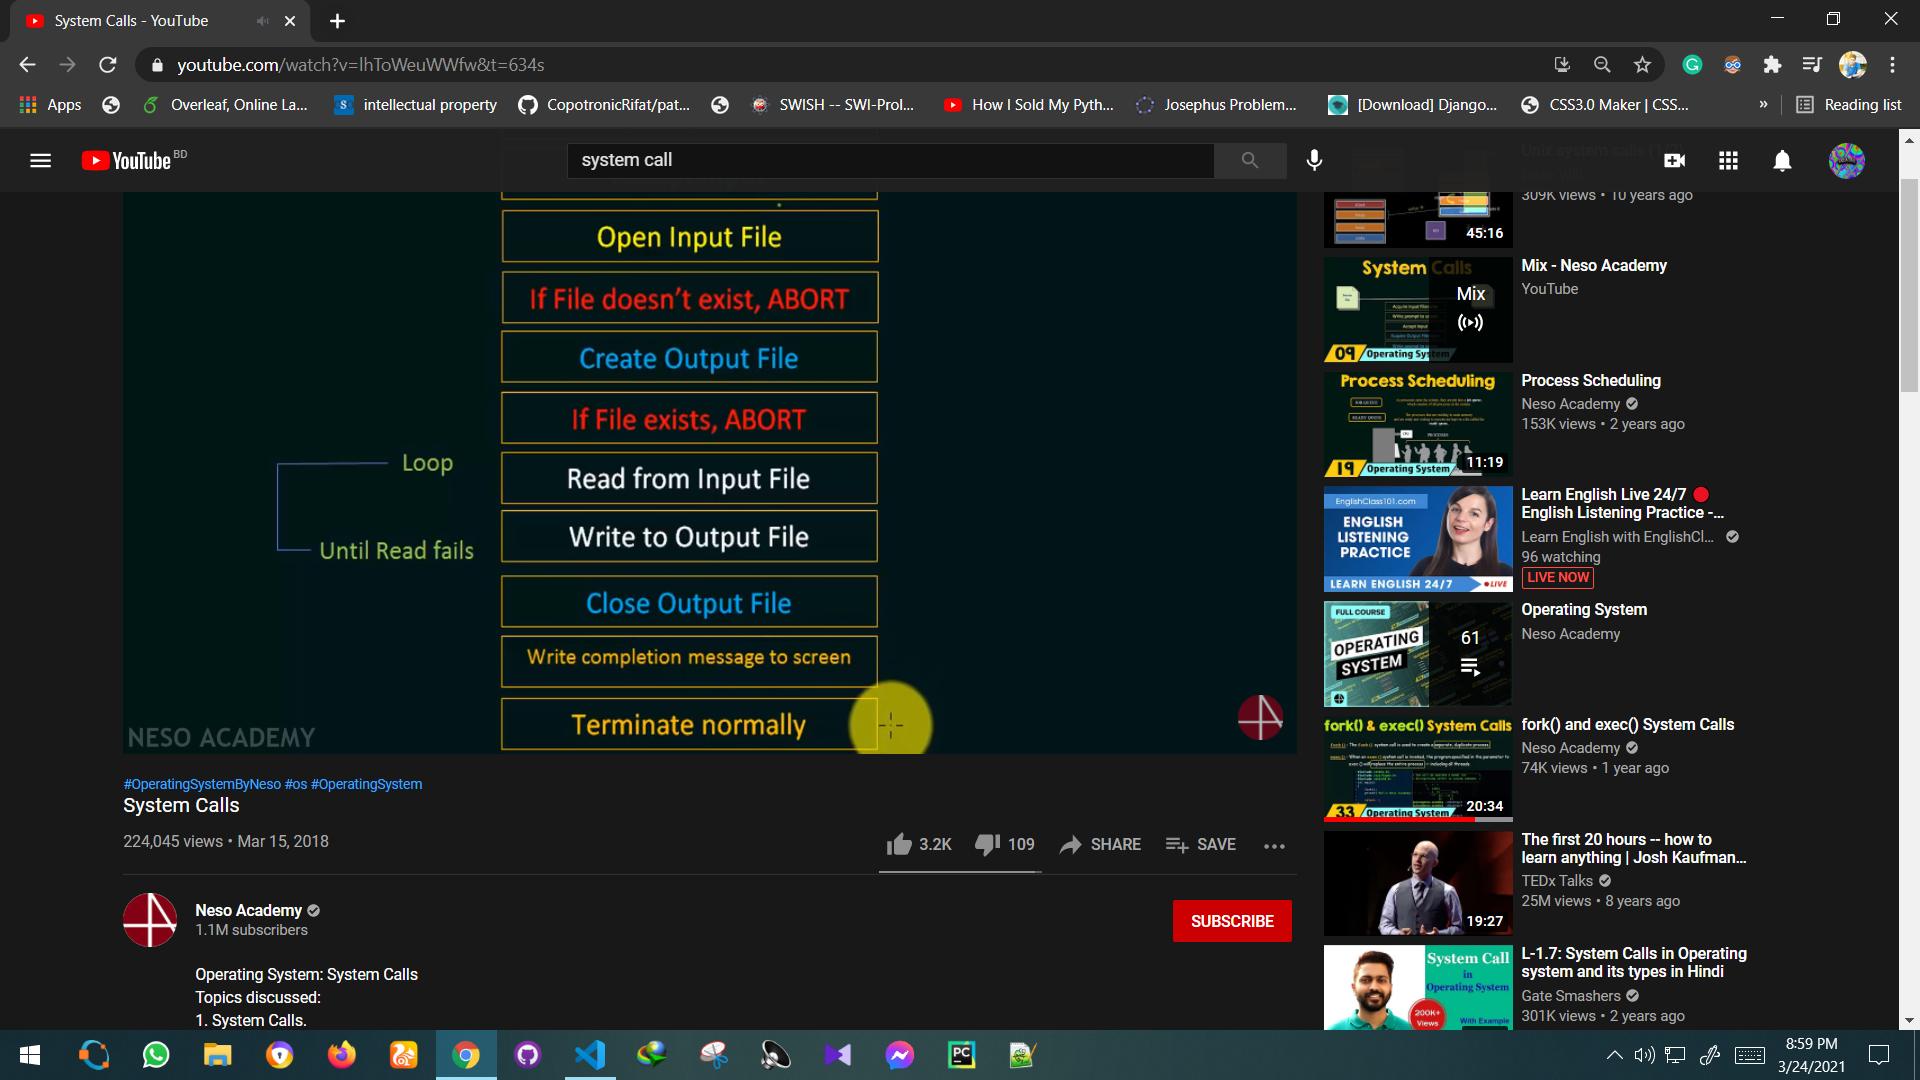 System Calls - YouTube
youtube.com/watch?v=lhToWeuWWfw&t=634s
Apps
Overleaf, Online La...
intellectual property
CopotronicRifat/pat...
SWISH -- SWI-Prol...
How I Sold My Pyth...
Josephus Problem...
[Download] Django...
CSS3.0 Maker | CSS...
»
Reading list
YouTube BD
system call
Open Input File
If File doesn't exist, ABORT
Create Output File
If File exists, ABORT
Loop
Read from Input File
Write to Output File
Until Read fails
Close Output File
Write completion message to screen
Terminate normally
NESO ACADEMY
#OperatingSystemByNeso #os #OperatingSystem
System Calls
224,045 views • Mar 15, 2018
3.2K
109
SHARE
SAVE
Neso Academy
1.1M subscribers
SUBSCRIBE
Operating System: System Calls
Topics discussed:
1. System Calls.
309K views • 10 years ago
45:16
System Calls
Mix
09 Operating System
Mix - Neso Academy
YouTube
Process Scheduling
19 Operating System
11:19
Process Scheduling
Neso Academy
153K views • 2 years ago
EnglishClass101.com
ENGLISH
LISTENING
PRACTICE
LEARN ENGLISH 24/7
LIVE
Learn English Live 24/7
English Listening Practice -...
Learn English with EnglishCl...
96 watching
LIVE NOW
FULL COURSE
OPERATING
SYSTEM
61
Operating System
Neso Academy
fork() & exec() System Calls
33 Operating System
20:34
fork() and exec() System Calls
Neso Academy
74K views • 1 year ago
19:27
The first 20 hours -- how to
learn anything | Josh Kaufman...
TEDx Talks
25M views • 8 years ago
System Call
in
Operating System
200K+
Views
With Example
L-1.7: System Calls in Operating
system and its types in Hindi
Gate Smashers
301K views • 2 years ago
8:59 PM
3/24/2021